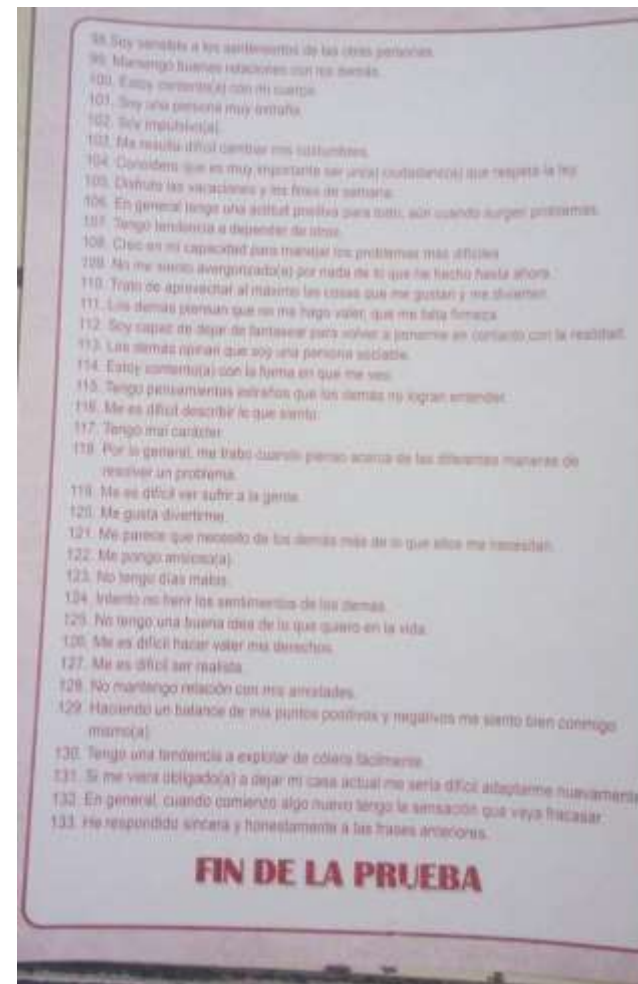 98. Soy sensible a los sentimientos de las otras personas.
99. Mantengo buenas relaciones con los demás.
100. Estoy contento(a) con mi cuerpo.
101. Soy una persona muy extraña.
102. Soy impulsivo(a).
103. Me resulta difícil cambiar mis costumbres.
104. Considero que es muy importante ser un(a) ciudadano(a) que respeta la ley.
105. Disfruto las vacaciones y los fines de semana.
106. En general tengo una actitud positiva para todo, aún cuando surgen problemas.
107. Tengo tendencia a depender de otros.
108. Creo en mi capacidad para manejar los problemas más difíciles.
109. No me siento avergonzado(a) por nada de lo que he hecho hasta ahora.
110. Trato de aprovechar al máximo las cosas que me gustan y me divierten.
111. Los demás piensan que no me hago valer, que me falta firmeza.
112. Soy capaz de dejar de fantasear para volver a ponerme en contacto con la realidad.
113. Los demás opinan que soy una persona sociable.
114. Estoy contento(a) con la forma en que me veo.
115. Tengo pensamientos extraños que los demás no logran entender.
116. Me es difícil describir lo que siento.
117. Tengo mal carácter.
118. Por lo general, me trabo cuando pienso acerca de las diferentes maneras de
resolver un problema.
119. Me es difícil ver sufrir a la gente.
120. Me gusta divertirme.
121. Me parece que necesito de los demás más de lo que ellos me necesitan.
122. Me pongo ansioso(a).
123. No tengo días malos.
124. Intento no herir los sentimientos de los demás.
125. No tengo una buena idea de lo que quiero en la vida.
126. Me es difícil hacer valer mis derechos.
127. Me es difícil ser realista.
128. No mantengo relación con mis amistades.
129. Haciendo un balance de mis puntos positivos y negativos me siento bien conmigo
mismo(a).
130. Tengo una tendencia a explotar de cólera fácilmente.
131. Si me viera obligado(a) a dejar mi casa actual me sería difícil adaptarme nuevamente
132. En general, cuando comienzo algo nuevo tengo la sensación que voy a fracasar.
133. He respondido sincera y honestamente a las frases anteriores.
FIN DE LA PRUEBA